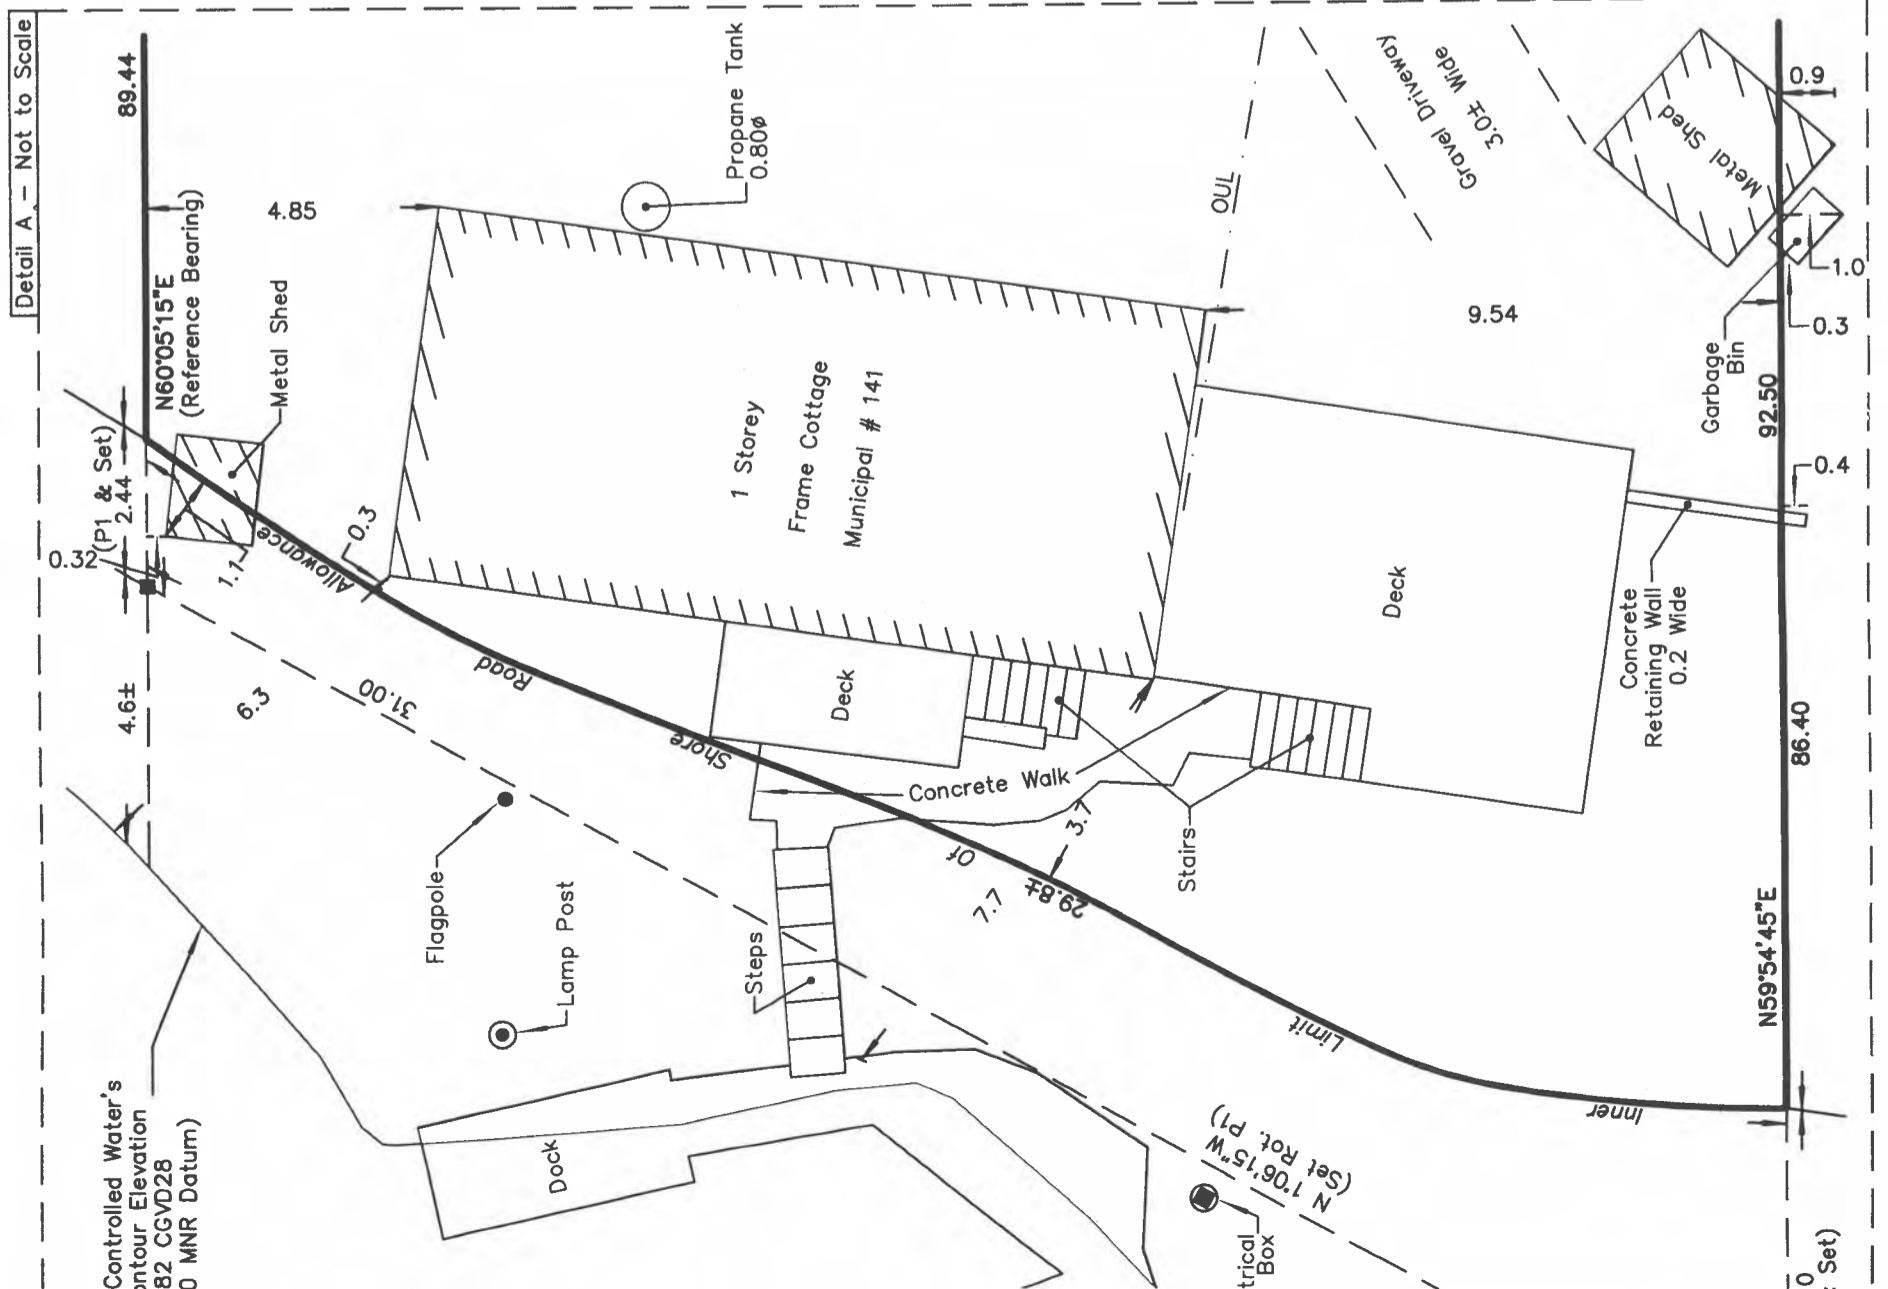 Detail A - Not to Scale
89.44
N60°05'15"E
(Reference Bearing)
4.85
Metal Shed
Propane Tank
0.80ø
OUL
Gravel Driveway
3.0± Wide
Metal Shed
0.9
1.0
0.3
9.54
Garbage
Bin
92.50
0.4
(P1 & Set)
2.44
0.32
1.1
0.3
4.6±
6.3
31.00
1 Storey
Frame Cottage
Municipal # 141
Deck
Deck
Concrete
Retaining Wall
0.2 Wide
86.40
N59°54'45"E
Inner
Limit
Of
Shore
Road
Allowance
Concrete Walk
3.7
29.8±
7.7
Stairs
Flagpole
Lamp Post
Steps
Dock
Controlled Water's
ontour Elevation
82 CGVD28
0 MNR Datum)
N 1°06'15"W
(Set Rot. P1)
trical
Box
0
Set)